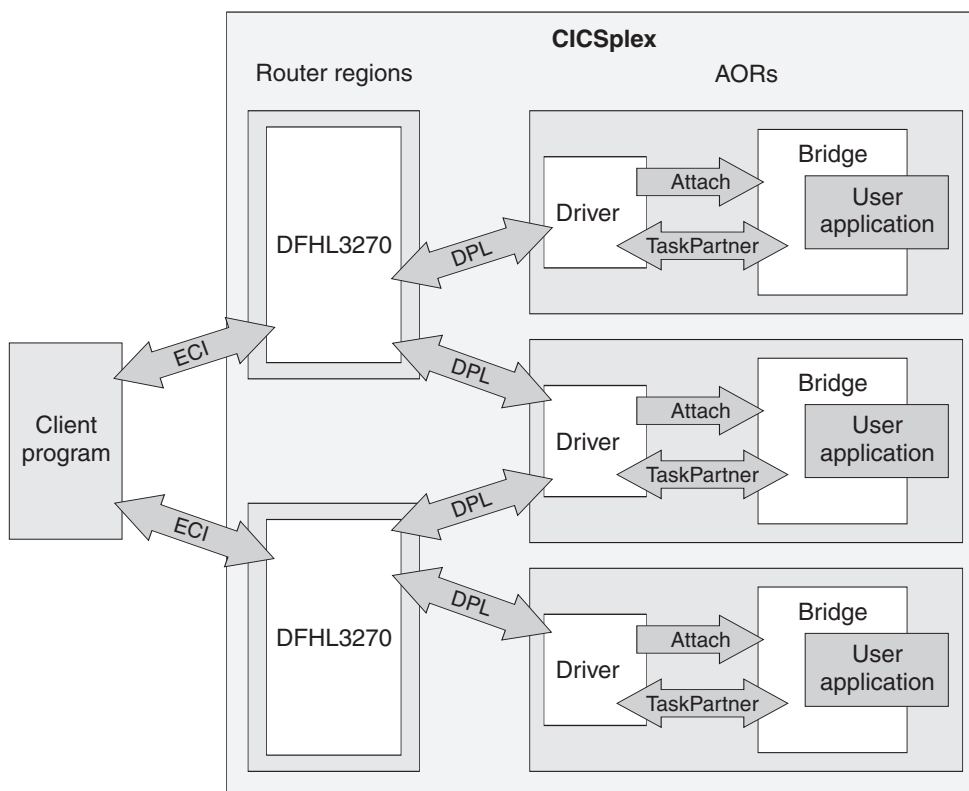 CICSplex
Router regions
AORs
DFHL3270
DPL
Driver
Attach
TaskPartner
Bridge
User
application
ECI
DPL
Client
program
Driver
Attach
TaskPartner
Bridge
User
application
ECI
DPL
DFHL3270
DPL
Driver
Attach
TaskPartner
Bridge
User
application